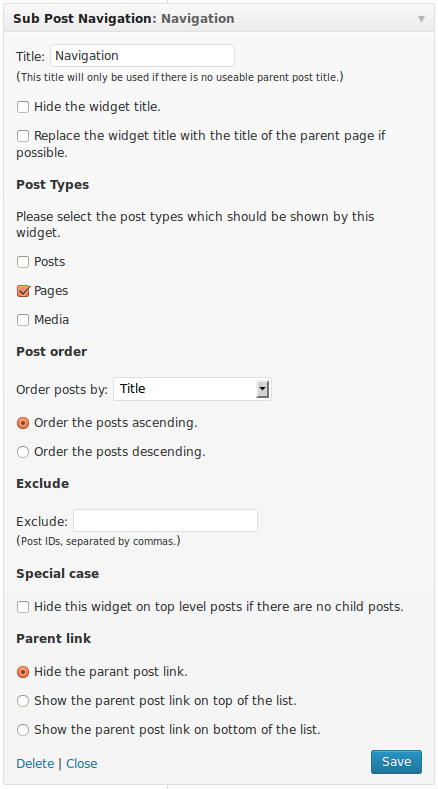 Sub Post Navigation: Navigation
Title: Navigation
(This title will only be used if there is no useable parent post title.)
Hide the widget title.
Replace the widget title with the title of the parent page if
possible.
Post Types
Please select the post types which should be shown by this
widget.
Posts
Pages
Media
Post order
Order posts by: Title
Order the posts ascending.
Order the posts descending.
Exclude
Exclude:
(Post IDs, separated by commas.)
Special case
Hide this widget on top level posts if there are no child posts.
Parent link
Hide the parant post link.
Show the parent post link on top of the list.
Show the parent post link on bottom of the list.
Delete | Close Save